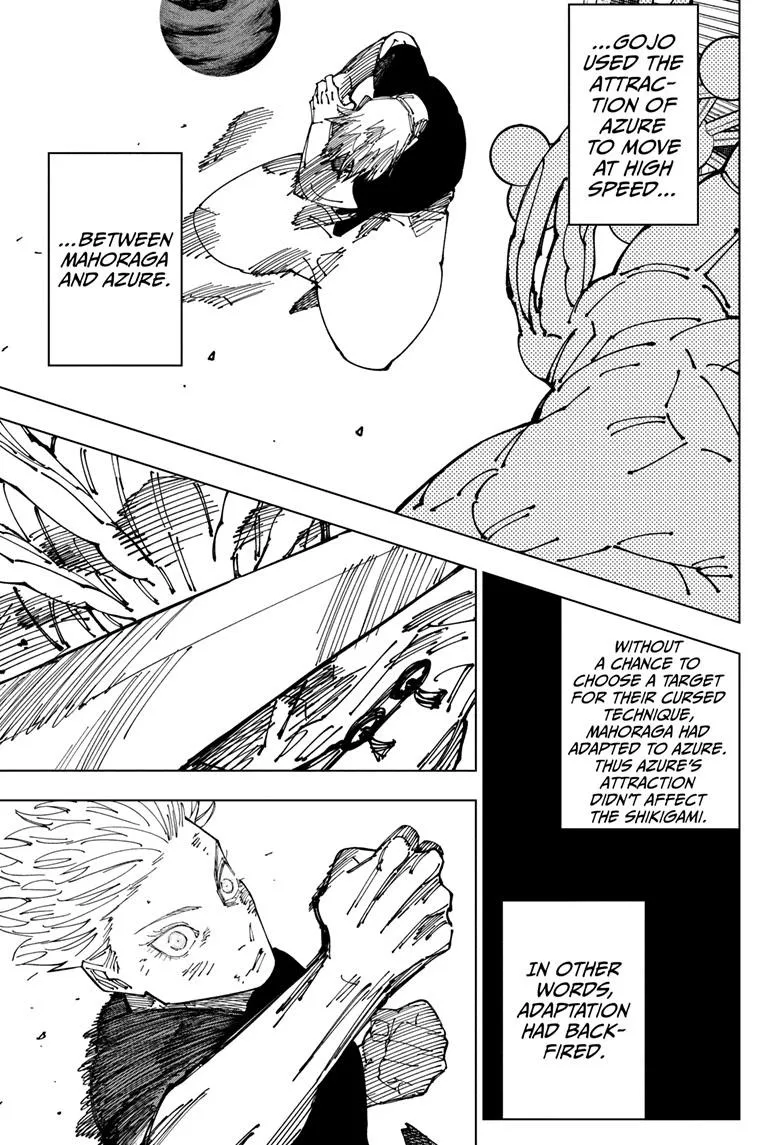 ...GOJO
USED THE
ATTRAC-
TION OF
AZURE
TO MOVE
AT HIGH
SPEED...
...BETWEEN
MAHORAGA
AND AZURE.
WITHOUT
A CHANCE TO
CHOOSE A TARGET
FOR THEIR CURSED
TECHNIQUE,
MAHORAGA HAD
ADAPTED TO AZURE.
THUS AZURE'S
ATTRACTION
DIDN'T AFFECT
THE SHIKIGAMI.
IN OTHER
WORDS,
ADAPTATION
HAD BACK-
FIRED.